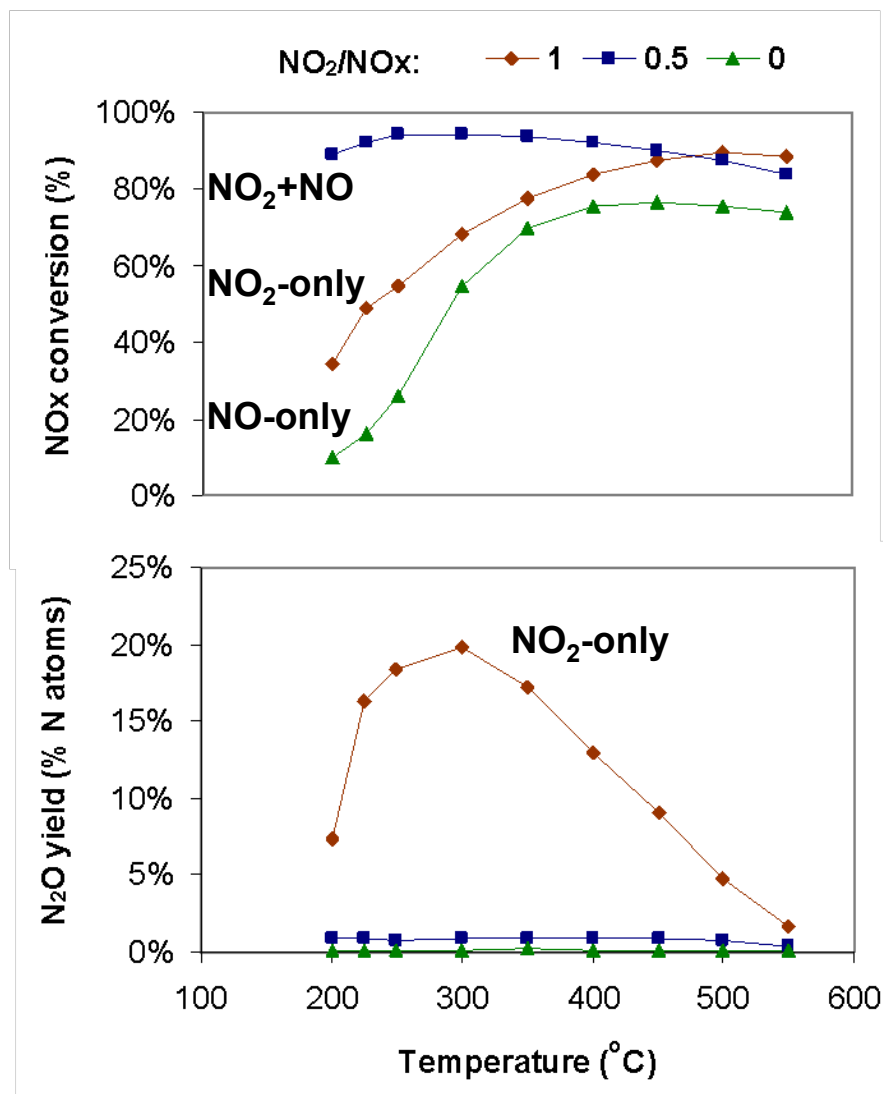 NO₂/NOx: 1 0.5 0
100%
80%
60%
40%
20%
0%
NOx conversion (%)
NO₂+NO
NO₂-only
NO-only
25%
20%
15%
10%
5%
0%
N₂O yield (% N atoms)
NO₂-only
100 200 300 400 500 600
Temperature (°C)